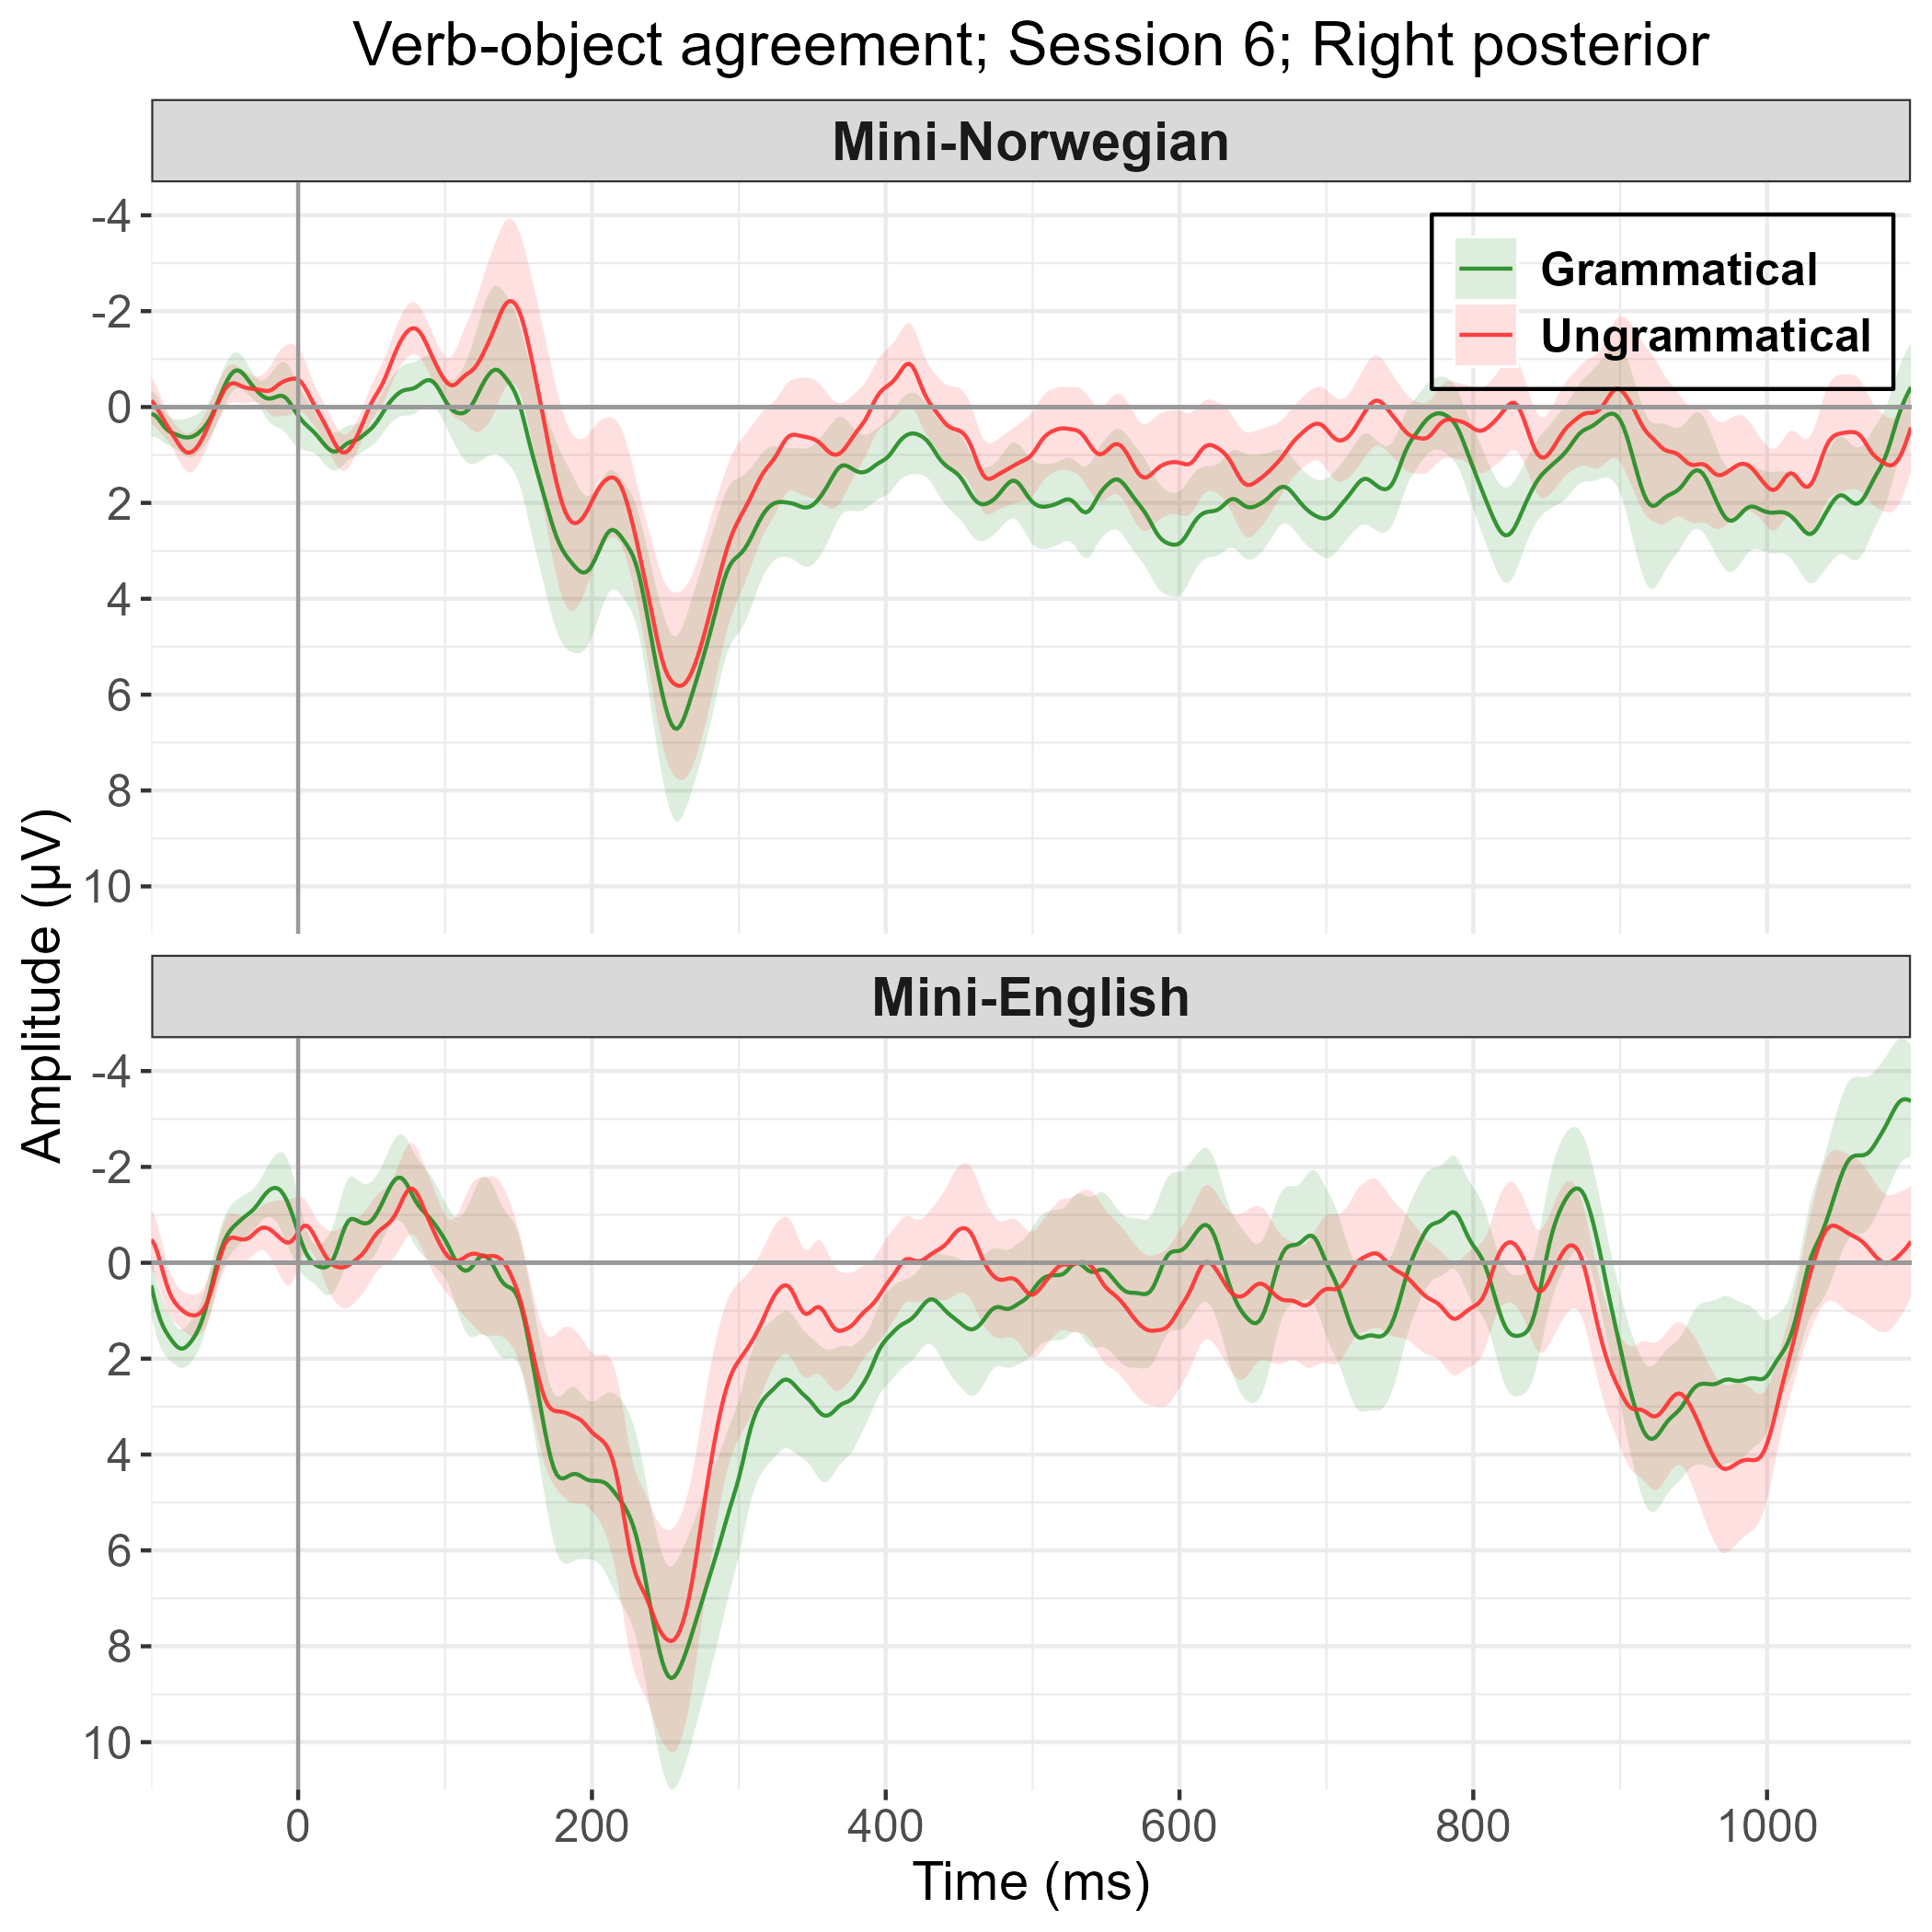 Verb-object agreement; Session 6; Right posterior
Mini-Norwegian
-4
-2
0
2
4
6
8
10
Grammatical
Ungrammatical
Amplitude (µV)
Mini-English
-4
-2
0
2
4
6
8
10
0 200 400 600 800 1000
Time (ms)